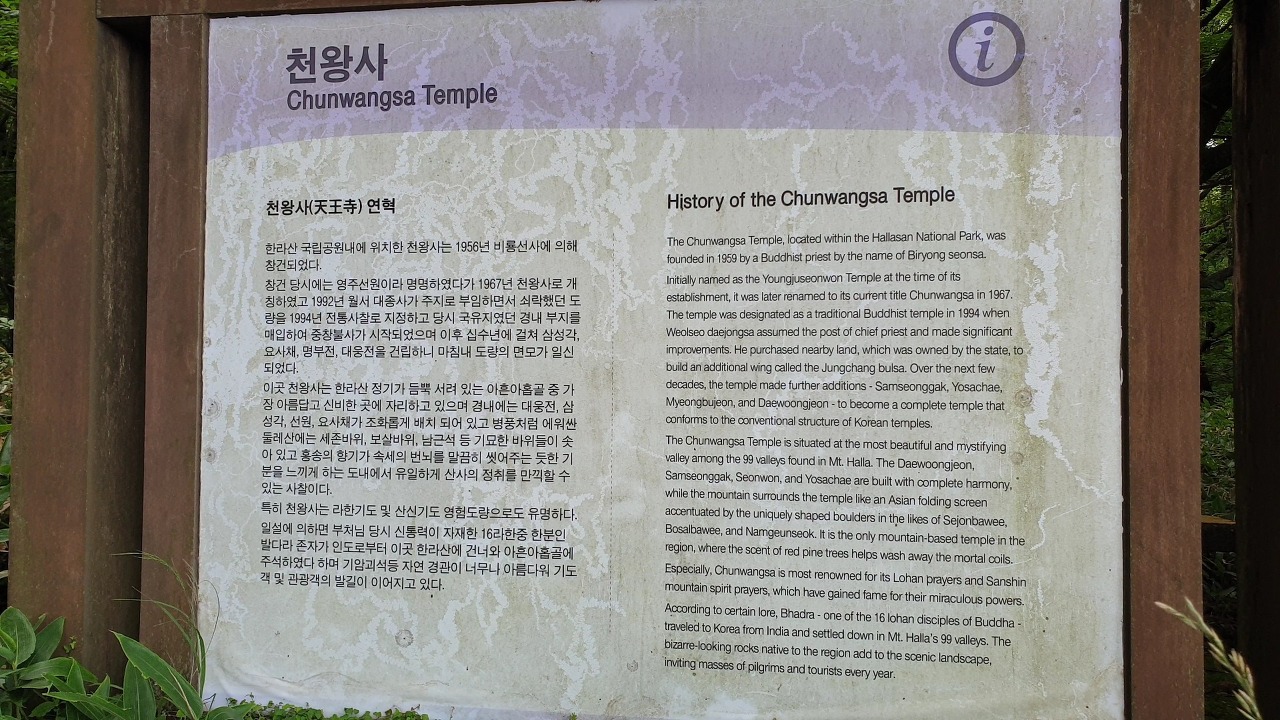 천왕사
Chunwangsa Temple
i
천왕사(天王寺) 연혁
한라산 국립공원내에 위치한 천왕사는 1956년 비룡선사에 의해
창건되었다.
창건 당시에는 영주선원이라 명명하였다가 1967년 천왕사로 개
칭하였고 1992년 월서 대종사가 주지로 부임하면서 쇠락했던 도
량을 1994년 전통사찰로 지정하고 당시 국유지였던 경내 부지를
매입하여 중창불사가 시작되었으며 이후 십수년에 걸쳐 삼성각,
요사채, 명부전, 대웅전을 건립하니 마침내 도량의 면모가 일신
되었다.
이곳 천왕사는 한라산 정기가 듬뿍 서려 있는 아흔아홉골 중 가
장 아름답고 신비한 곳에 자리하고 있으며 경내에는 대웅전, 삼
성각, 선원, 요사채가 조화롭게 배치 되어 있고 병풍처럼 에워싼
둘레산에는 세존바위, 보살바위, 남근석 등 기묘한 바위들이 솟
아 있고 홍송의 향기가 속세의 번뇌를 말끔히 씻어주는 듯한 기
분을 느끼게 하는 도내에서 유일하게 산사의 정취를 만끽할 수
있는 사찰이다.
특히 천왕사는 라한기도 및 산신기도 영험도량으로도 유명하다.
일설에 의하면 부처님 당시 신통력이 자재한 16라한중 한분인
발다라 존자가 인도로부터 이곳 한라산에 건너와 아흔아홉골에
주석하였다 하며 기암괴석등 자연 경관이 너무나 아름다워 기도
객 및 관광객의 발길이 이어지고 있다.
History of the Chunwangsa Temple
The Chunwangsa Temple, located within the Hallasan National Park, was
founded in 1959 by a Buddhist priest by the name of Biryong seonsa.
Initially named as the Youngjuseonwon Temple at the time of its
establishment, it was later renamed to its current title Chunwangsa in 1967.
The temple was designated as a traditional Buddhist temple in 1994 when
Weolseo daejongsa assumed the post of chief priest and made significant
improvements. He purchased nearby land, which was owned by the state, to
build an additional wing called the Jungchang bulsa. Over the next few
decades, the temple made further additions - Samseonggak, Yosachae,
Myeongbujeon, and Daewoongjeon - to become a complete temple that
conforms to the conventional structure of Korean temples.
The Chunwangsa Temple is situated at the most beautiful and mystifying
valley among the 99 valleys found in Mt. Halla. The Daewoongjeon,
Samseonggak, Seonwon, and Yosachae are built with complete harmony,
while the mountain surrounds the temple like an Asian folding screen
accentuated by the uniquely shaped boulders in the likes of Sejonbawee,
Bosalbawee, and Namgeunseok. It is the only mountain-based temple in the
region, where the scent of red pine trees helps wash away the mortal coils.
Especially, Chunwangsa is most renowned for its Lohan prayers and Sanshin
mountain spirit prayers, which have gained fame for their miraculous powers.
According to certain lore, Bhadra - one of the 16 lohan disciples of Buddha -
traveled to Korea from India and settled down in Mt. Halla's 99 valleys. The
bizarre-looking rocks native to the region add to the scenic landscape,
inviting masses of pilgrims and tourists every year.